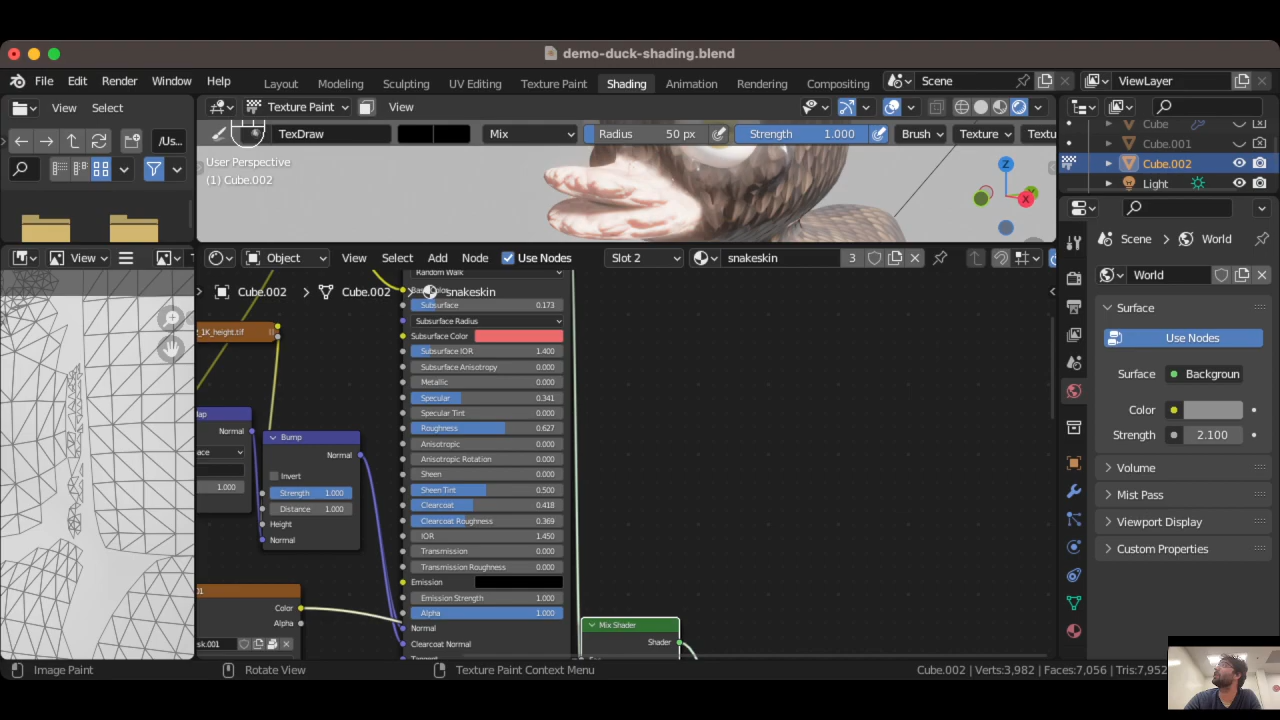 demo-duck-shading.blend
File Edit Render Window Help
Layout Modeling Sculpting UV Editing Texture Paint Shading Animation Rendering Compositing
Scene
ViewLayer
View Select
Texture Paint
View
/Us...
TexDraw
Mix
Radius 50 px
Strength 1.000
Brush
Texture
Textu
User Perspective
(1) Cube.002
Z
X
Cube
Cube.001
Cube.002
Light
View
Object
View Select Add Node
Use Nodes
Slot 2
snakeskin
3
Cube.002
Cube.002
snakeskin
Random Walk
Subsurface 0.173
Subsurface Radius
Subsurface Color
Subsurface IOR 1.400
Subsurface Anisotropy 0.000
Metallic 0.000
Specular 0.341
Specular Tint 0.000
Roughness 0.627
Anisotropic 0.000
Anisotropic Rotation 0.000
Sheen 0.000
Sheen Tint 0.500
Clearcoat 0.418
Clearcoat Roughness 0.369
IOR 1.450
Transmission 0.000
Transmission Roughness 0.000
Emission
Emission Strength 1.000
Alpha 1.000
Normal
Clearcoat Normal
_1K_height.tif
Normal
1.000
Bump
Normal
Invert
Strength 1.000
Distance 1.000
Height
Normal
01
Color
Alpha
sk.001
Mix Shader
Shader
Scene
World
World
Surface
Use Nodes
Surface
Backgroun
Color
Strength 2.100
Volume
Mist Pass
Viewport Display
Custom Properties
Image Paint
Rotate View
Texture Paint Context Menu
Cube.002 | Verts:3,982 | Faces:7,056 | Tris:7,952